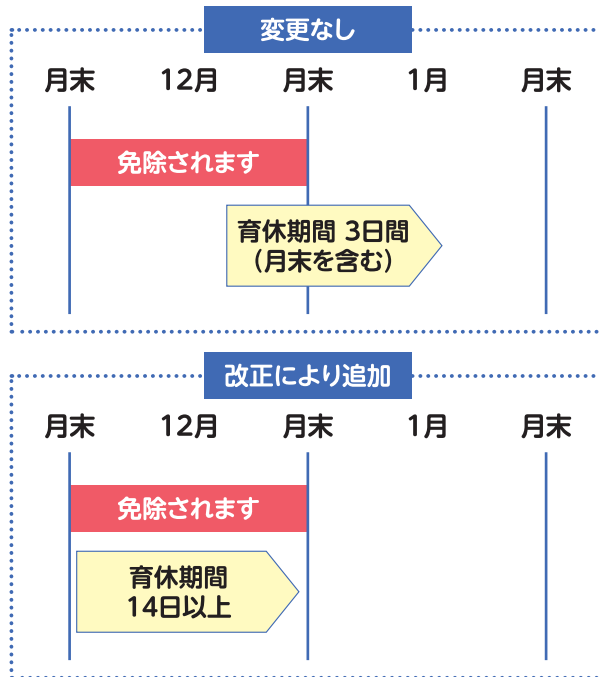 変更なし
月末 12月 月末 1月 月末
免除されます
育休期間 3日間
（月末を含む）
改正により追加
月末 12月 月末 1月 月末
免除されます
育休期間
14日以上